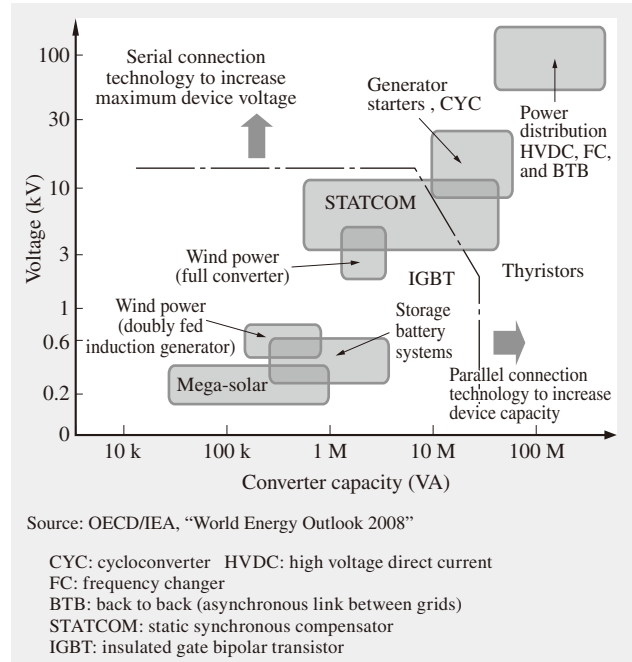 100
30
10
3
1
0.6
0.2
0
Voltage (kV)
Serial connection
technology to increase
maximum device voltage
Generator
starters , CYC
Power
distribution
HVDC, FC,
and BTB
STATCOM
Wind power
(full converter)
IGBT
Thyristors
Wind power
(doubly fed
induction generator)
Storage
battery
systems
Mega-solar
Parallel connection
technology to increase
device capacity
10 k
100 k
1 M
10 M
100 M
Converter capacity (VA)
Source: OECD/IEA, “World Energy Outlook 2008”
CYC: cycloconverter HVDC: high voltage direct current
FC: frequency changer
BTB: back to back (asynchronous link between grids)
STATCOM: static synchronous compensator
IGBT: insulated gate bipolar transistor